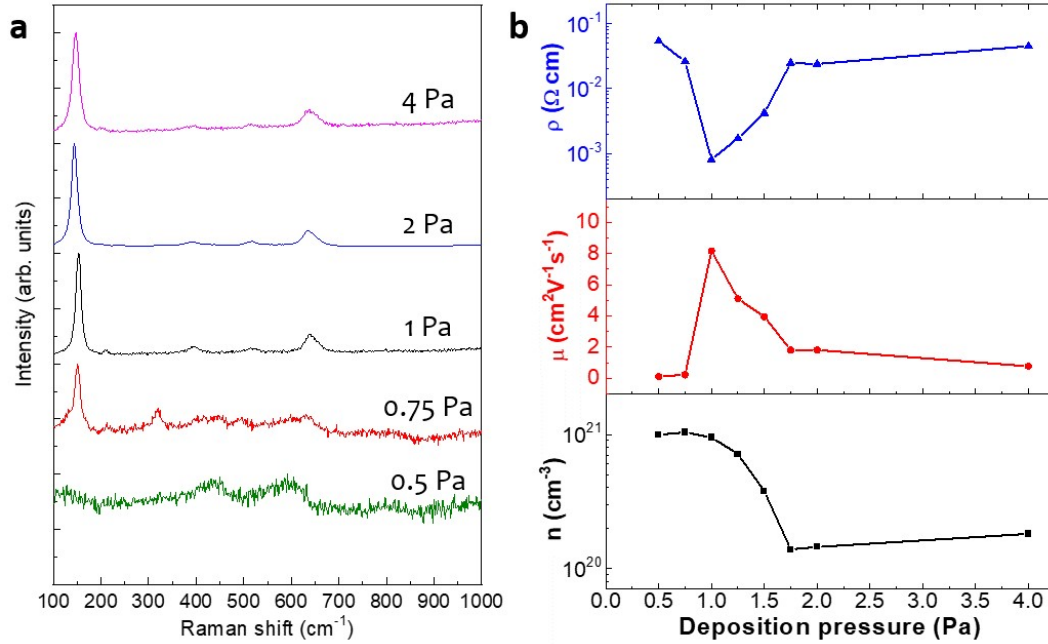 a
4 Pa
2 Pa
1 Pa
0.75 Pa
0.5 Pa
Intensity (arb. units)
100 200 300 400 500 600 700 800 900 1000
Raman shift (cm⁻¹)
b
10⁻¹
10⁻²
10⁻³
ρ (Ω cm)
10
8
6
4
2
0
μ (cm²V⁻¹s⁻¹)
10²¹
10²⁰
n (cm⁻³)
0.0 0.5 1.0 1.5 2.0 2.5 3.0 3.5 4.0
Deposition pressure (Pa)